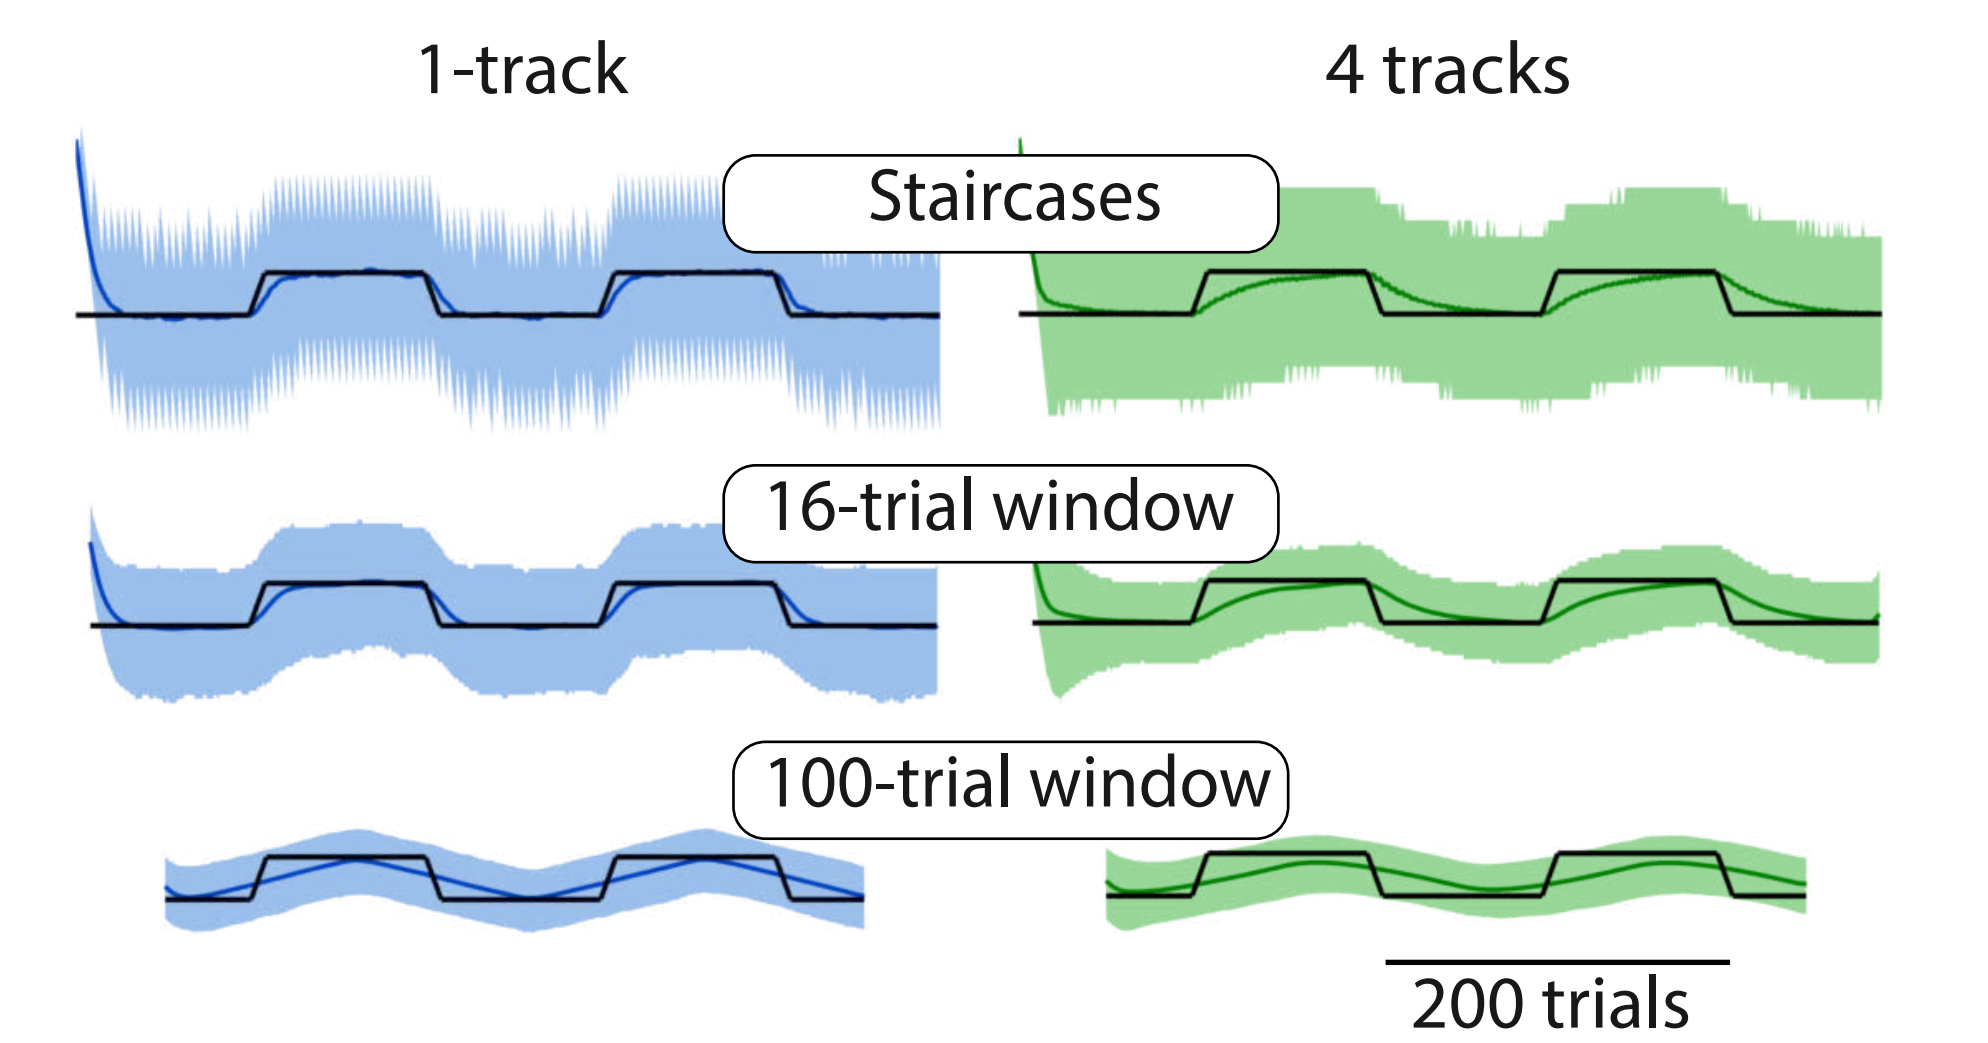 1-track
4 tracks
Staircases
16-trial window
100-trial window
200 trials